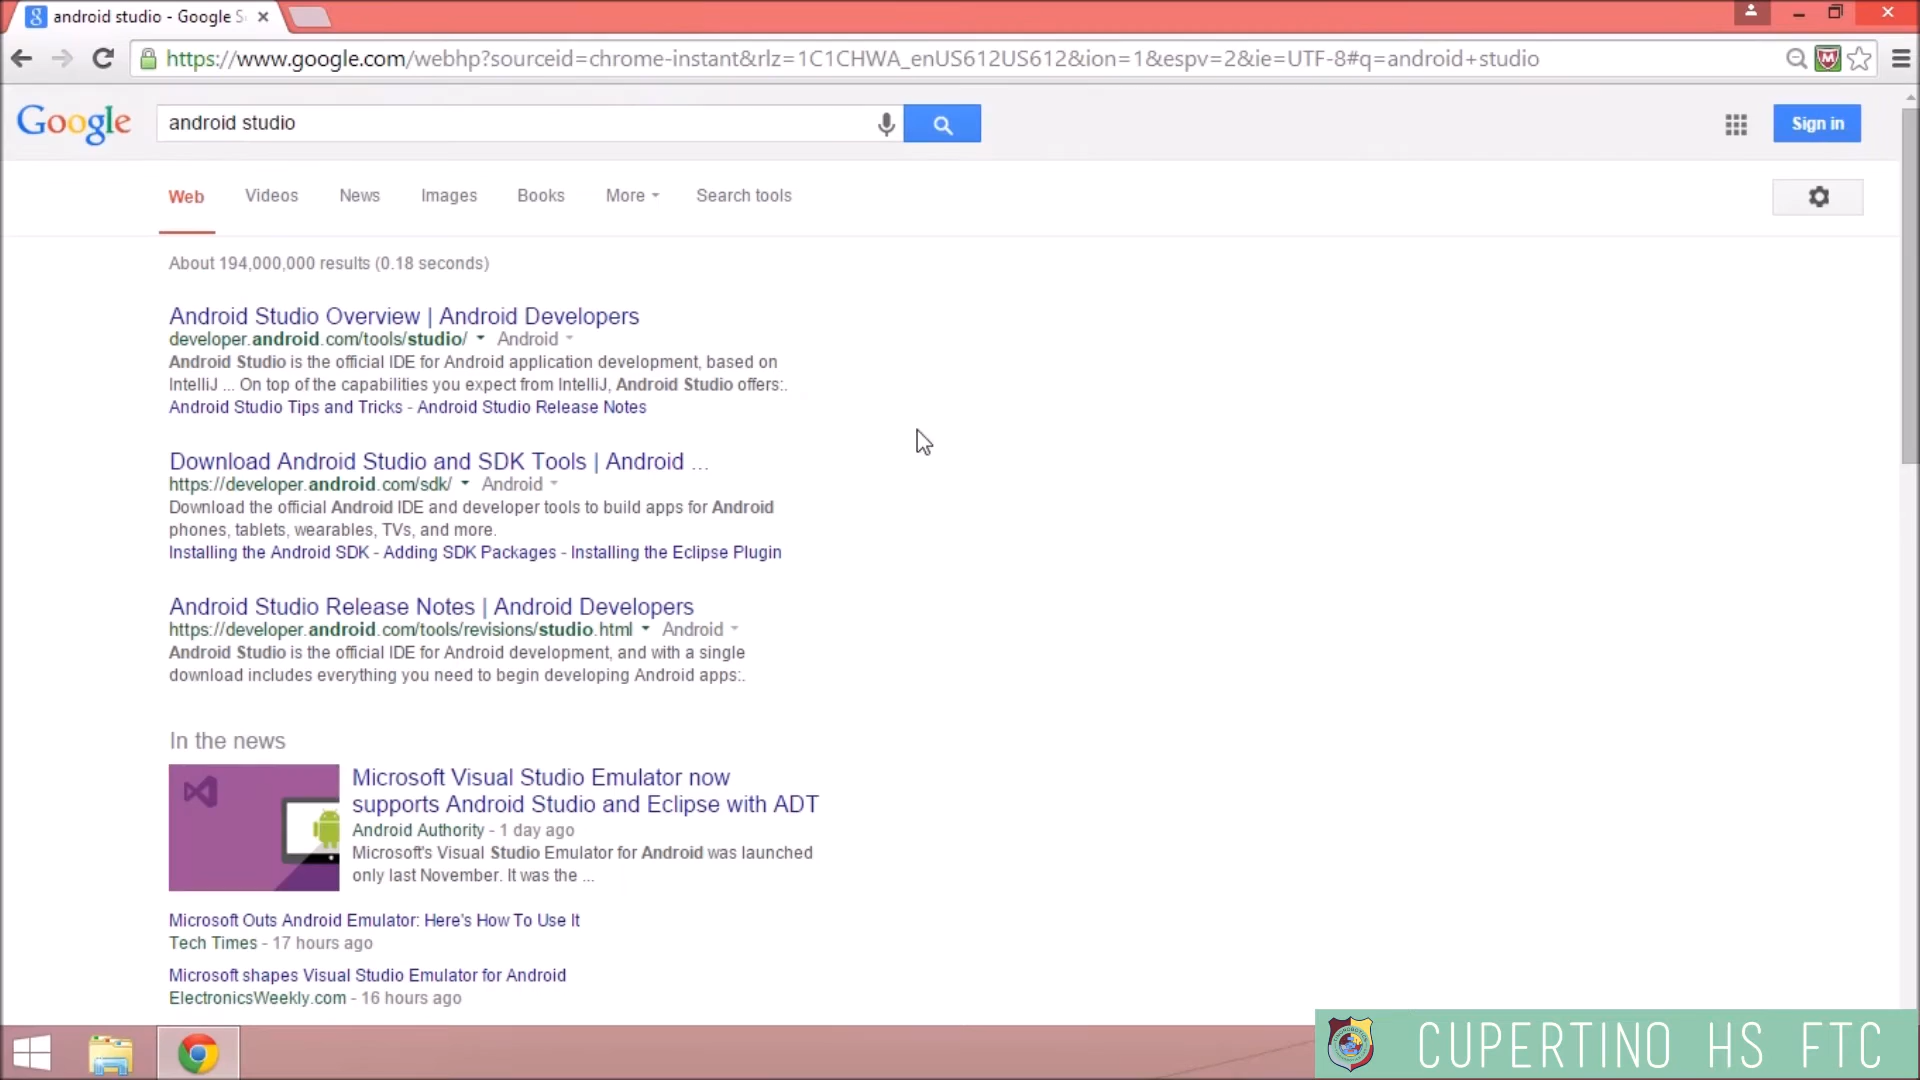 android studio - Google S
https://www.google.com/webhp?sourceid=chrome-instant&rlz=1C1CHWA_enUS612US612&ion=1&espv=2&ie=UTF-8#q=android+studio
Google
android studio
Sign in
Web Videos News Images Books More Search tools
About 194,000,000 results (0.18 seconds)
Android Studio Overview | Android Developers
developer.android.com/tools/studio/ Android
Android Studio is the official IDE for Android application development, based on
IntelliJ ... On top of the capabilities you expect from IntelliJ, Android Studio offers:.
Android Studio Tips and Tricks - Android Studio Release Notes
Download Android Studio and SDK Tools | Android ...
https://developer.android.com/sdk/ Android
Download the official Android IDE and developer tools to build apps for Android
phones, tablets, wearables, TVs, and more.
Installing the Android SDK - Adding SDK Packages - Installing the Eclipse Plugin
Android Studio Release Notes | Android Developers
https://developer.android.com/tools/revisions/studio.html Android
Android Studio is the official IDE for Android development, and with a single
download includes everything you need to begin developing Android apps:.
In the news
Microsoft Visual Studio Emulator now
supports Android Studio and Eclipse with ADT
Android Authority - 1 day ago
Microsoft's Visual Studio Emulator for Android was launched
only last November. It was the ...
Microsoft Outs Android Emulator: Here's How To Use It
Tech Times - 17 hours ago
Microsoft shapes Visual Studio Emulator for Android
ElectronicsWeekly.com - 16 hours ago
CUPERTINO HS FTC